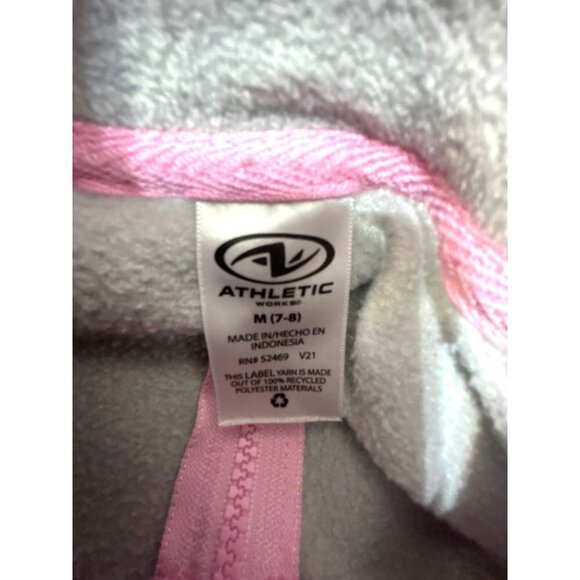 ATHLETIC
WORKS®
M (7-8)
MADE IN/HECHO EN
INDONESIA
RN# 52469 V21
THIS LABEL YARN IS MADE
OUT OF 100% RECYCLED
POLYESTER MATERIALS